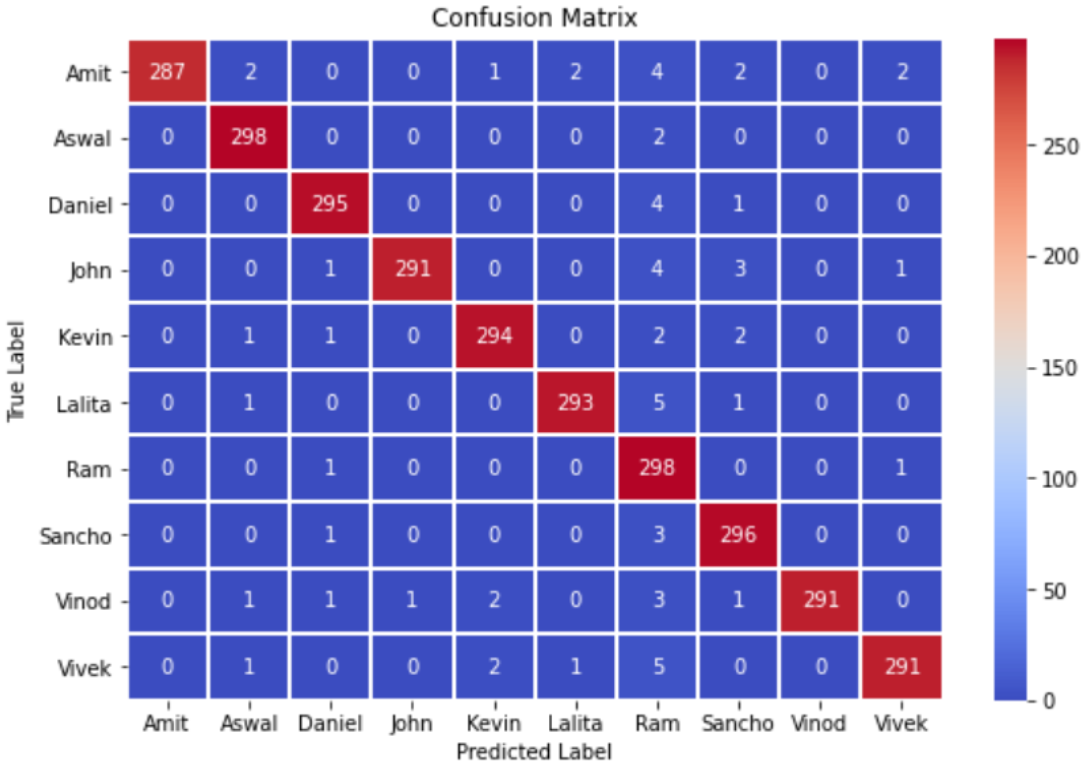 Confusion Matrix
Amit 287 2 0 0 1 2 4 2 0 2
Aswal 0 298 0 0 0 0 2 0 0 0
Daniel 0 0 295 0 0 0 4 1 0 0
John 0 0 1 291 0 0 4 3 0 1
Kevin 0 1 1 0 294 0 2 2 0 0
Lalita 0 1 0 0 0 293 5 1 0 0
Ram 0 0 1 0 0 0 298 0 0 1
Sancho 0 0 1 0 0 0 3 296 0 0
Vinod 0 1 1 1 2 0 3 1 291 0
Vivek 0 1 0 0 2 1 5 0 0 291
Amit Aswal Daniel John Kevin Lalita Ram Sancho Vinod Vivek
Predicted Label
True Label
250
200
150
100
50
0